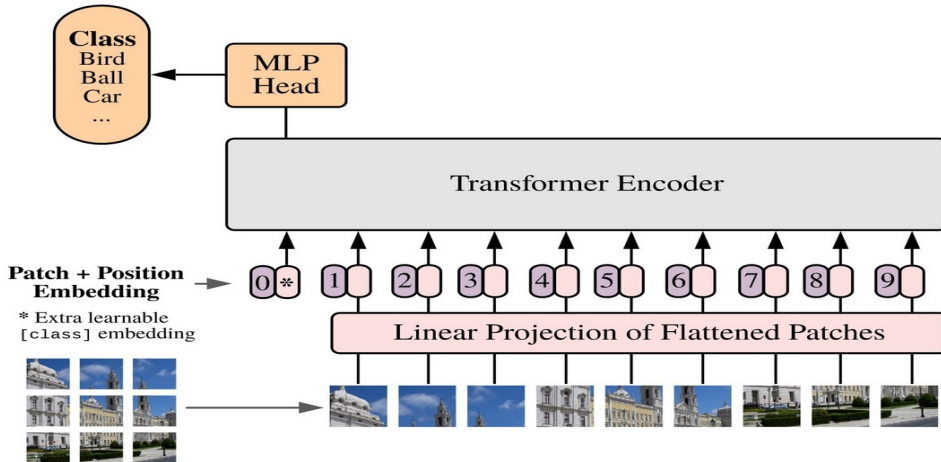 Class
Bird
Ball
Car
...
MLP
Head
Transformer Encoder
Patch + Position
Embedding
0 * 1 2 3 4 5 6 7 8 9
* Extra learnable
[class] embedding
Linear Projection of Flattened Patches